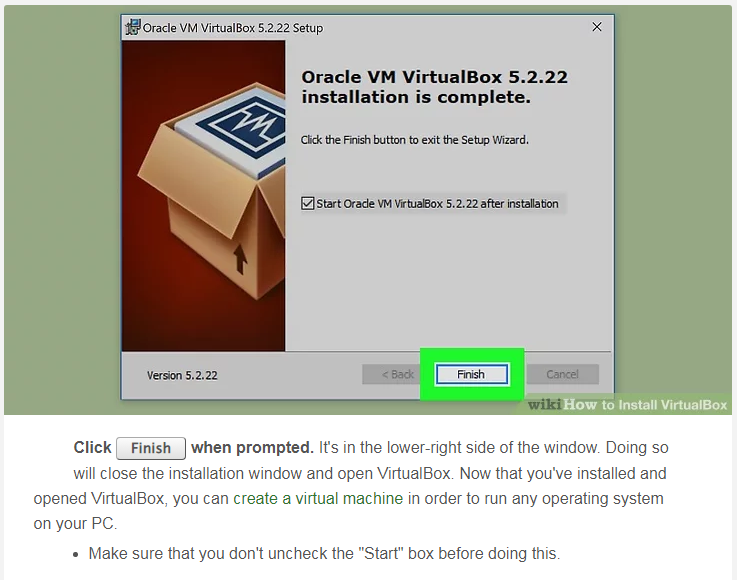 Oracle VM VirtualBox 5.2.22 Setup
Oracle VM VirtualBox 5.2.22
installation is complete.
Click the Finish button to exit the Setup Wizard.
Start Oracle VM VirtualBox 5.2.22 after installation
Version 5.2.22
< Back
Finish
Cancel
wikiHow to Install VirtualBox
Click Finish when prompted. It's in the lower-right side of the window. Doing so
will close the installation window and open VirtualBox. Now that you've installed and
opened VirtualBox, you can create a virtual machine in order to run any operating system
on your PC.
• Make sure that you don't uncheck the "Start" box before doing this.